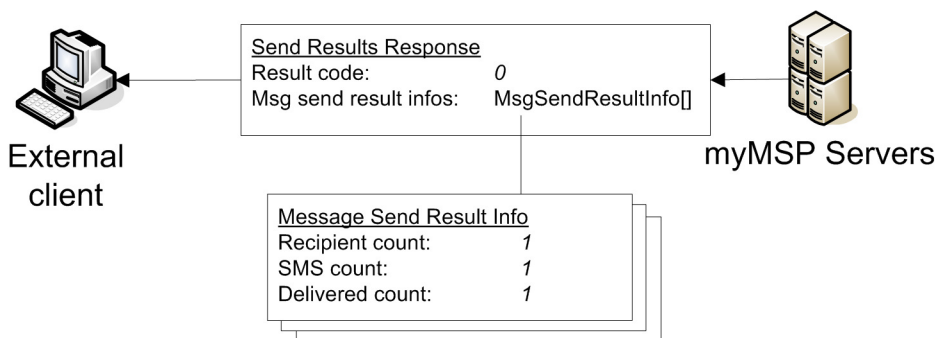 Send Results Response
Result code: 0
Msg send result infos: MsgSendResultInfo[]
External
client
myMSP Servers
Message Send Result Info
Recipient count: 1
SMS count: 1
Delivered count: 1